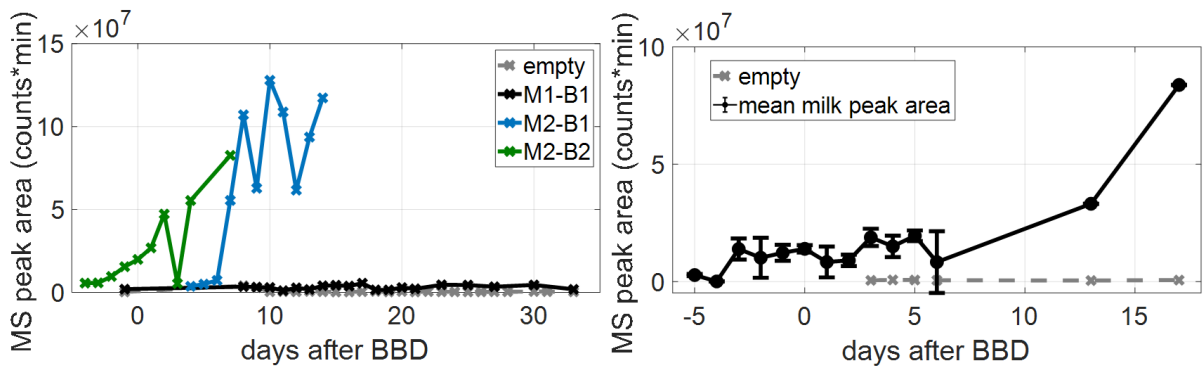 ×10⁷
15
10
5
0
MS peak area (counts*min)
0
10
20
30
days after BBD
empty
M1-B1
M2-B1
M2-B2
10 ×10⁷
5
0
MS peak area (counts*min)
-5
0
5
10
15
days after BBD
empty
mean milk peak area